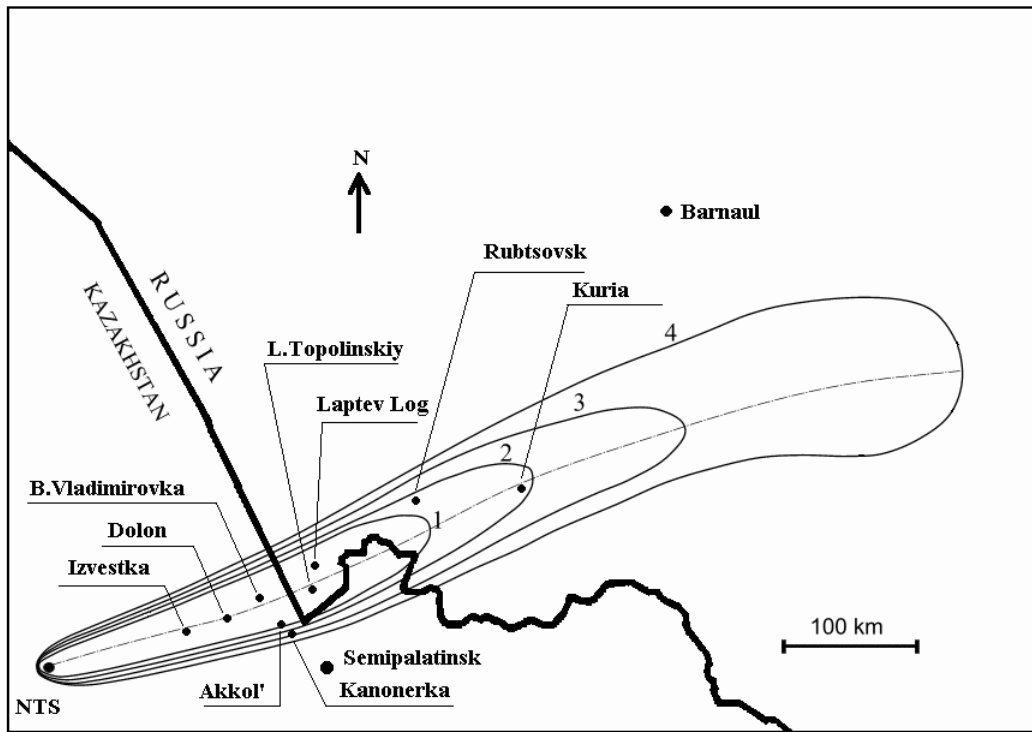 N
Barnaul
Rubtsovsk
Kuria
RUSSIA
KAZAKHSTAN
4
L.Topolinskiy
3
Laptev Log
2
B.Vladimirovka
1
Dolon
Izvestka
100 km
Semipalatinsk
Akkol'
Kanonerka
NTS